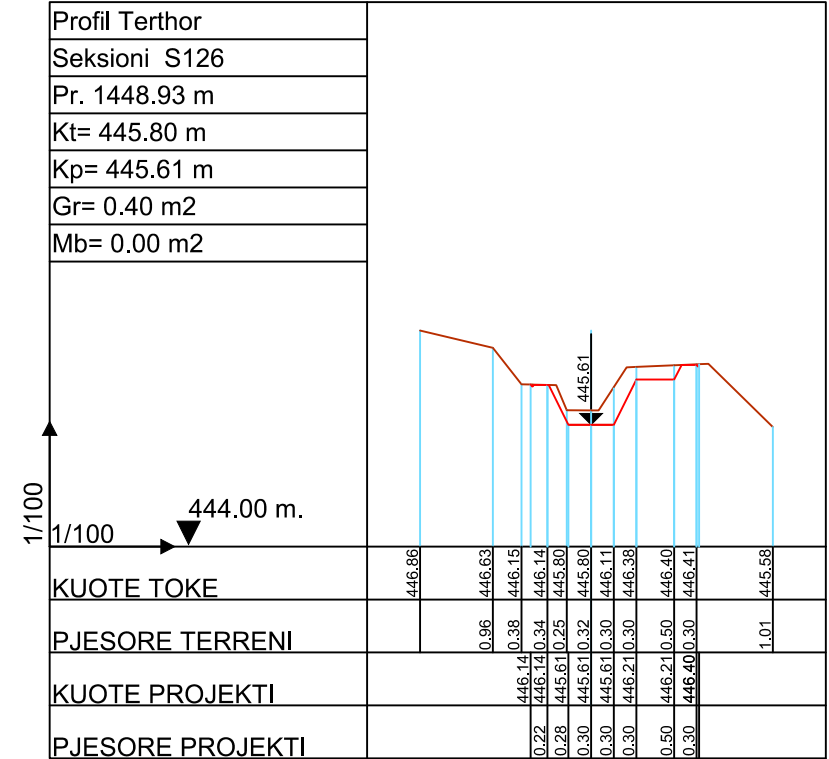 Profil Terthor
Seksioni S126
Pr. 1448.93 m
Kt= 445.80 m
Kp= 445.61 m
Gr= 0.40 m2
Mb= 0.00 m2
445.61
1/100
1/100
444.00 m.
KUOTE TOKE 446.86 446.63 446.15 446.14 445.80 445.80 446.11 446.38 446.40 446.41 445.58
PJESORE TERRENI 0.96 0.38 0.34 0.25 0.32 0.30 0.30 0.50 0.30 1.01
KUOTE PROJEKTI 446.14 446.14 445.61 445.61 445.61 446.21 446.21 446.40
PJESORE PROJEKTI 0.22 0.28 0.30 0.30 0.30 0.50 0.30